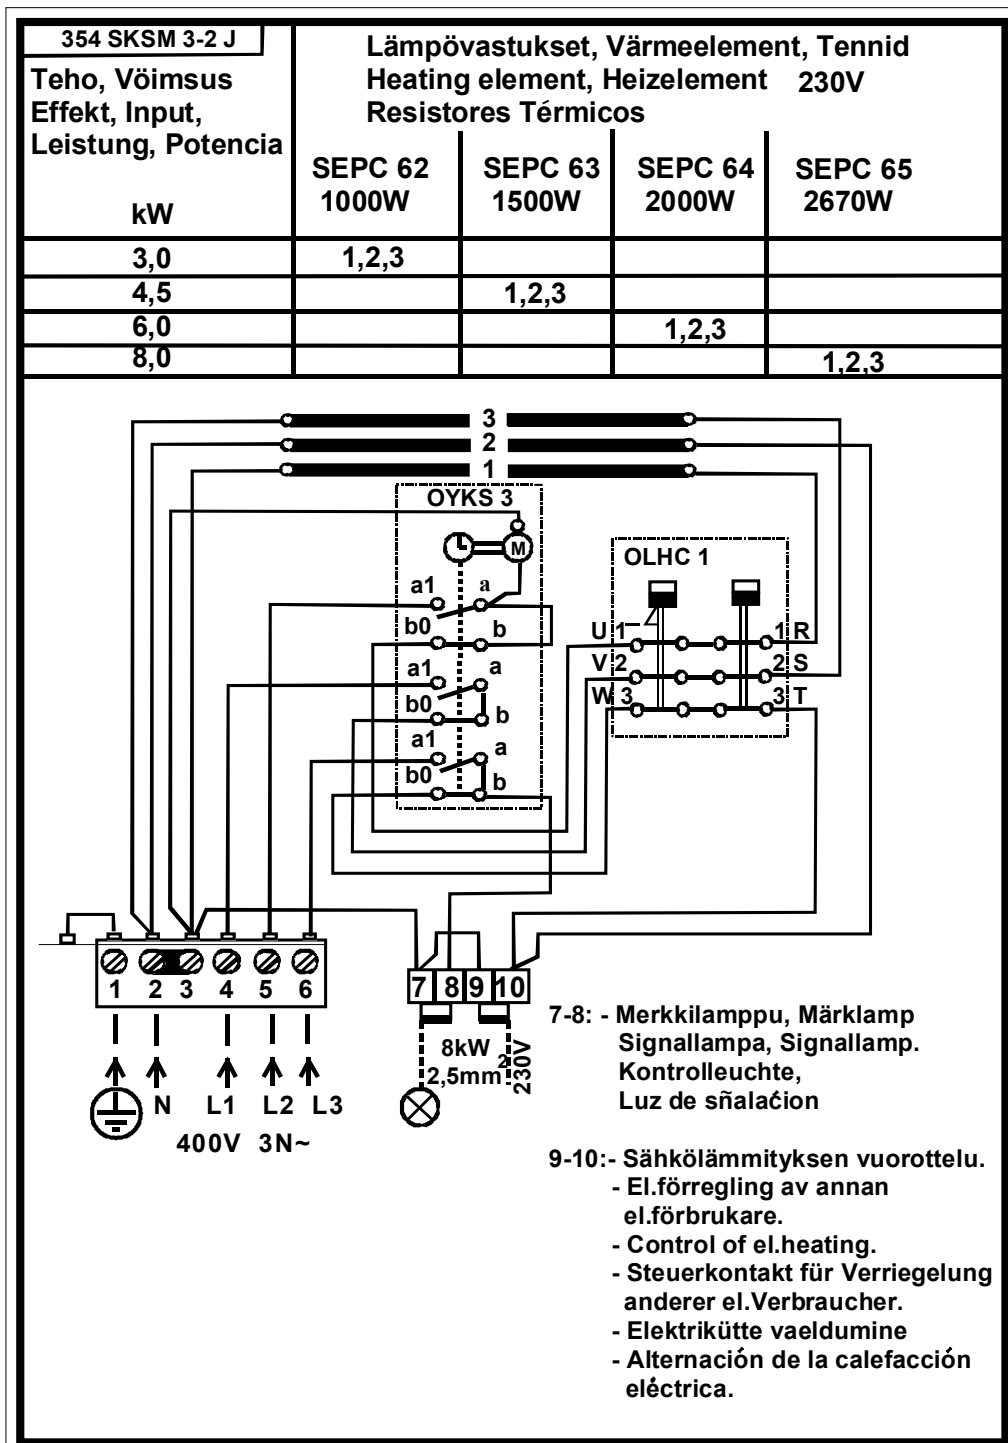 354 SKSM 3-2 J
Teho, Vöimsus
Effekt, Input,
Leistung, Potencia
kW
Lämpövastukset, Värmeelement, Tennid
Heating element, Heizelement 230V
Resistores Térmicos
SEPC 62 SEPC 63 SEPC 64 SEPC 65
1000W 1500W 2000W 2670W
3,0 1,2,3
4,5 1,2,3
6,0 1,2,3
8,0 1,2,3
3
2
1
OYKS 3
M
a1 a
b0 b
a1 a
b0 b
a1 a
b0 b
OLHC 1
U 1 1 R
V 2 2 S
W 3 3 T
1 2 3 4 5 6
7 8 9 10
N L1 L2 L3
400V 3N~
8kW
2,5mm2
230V
7-8: - Merkkilamppu, Märklamp
Signallampa, Signallamp.
Kontrolleuchte,
Luz de sñalaćion
9-10:- Sähkölämmityksen vuorottelu.
- El.förregling av annan
el.förbrukare.
- Control of el.heating.
- Steuerkontakt für Verriegelung
anderer el.Verbraucher.
- Elektrikütte vaeldumine
- Alternación de la calefacción
eléctrica.